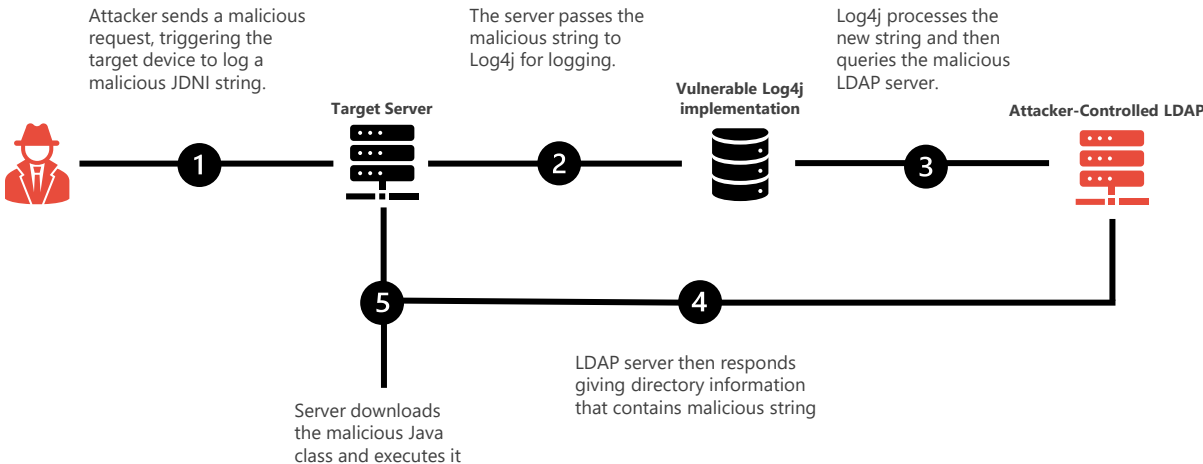 Attacker sends a malicious
request, triggering the
target device to log a
malicious JDNI string.
The server passes the
malicious string to
Log4j for logging.
Log4j processes the
new string and then
queries the malicious
LDAP server.
Target Server
Vulnerable Log4j
implementation
Attacker-Controlled LDAP
1
2
3
5
4
LDAP server then responds
giving directory information
that contains malicious string
Server downloads
the malicious Java
class and executes it